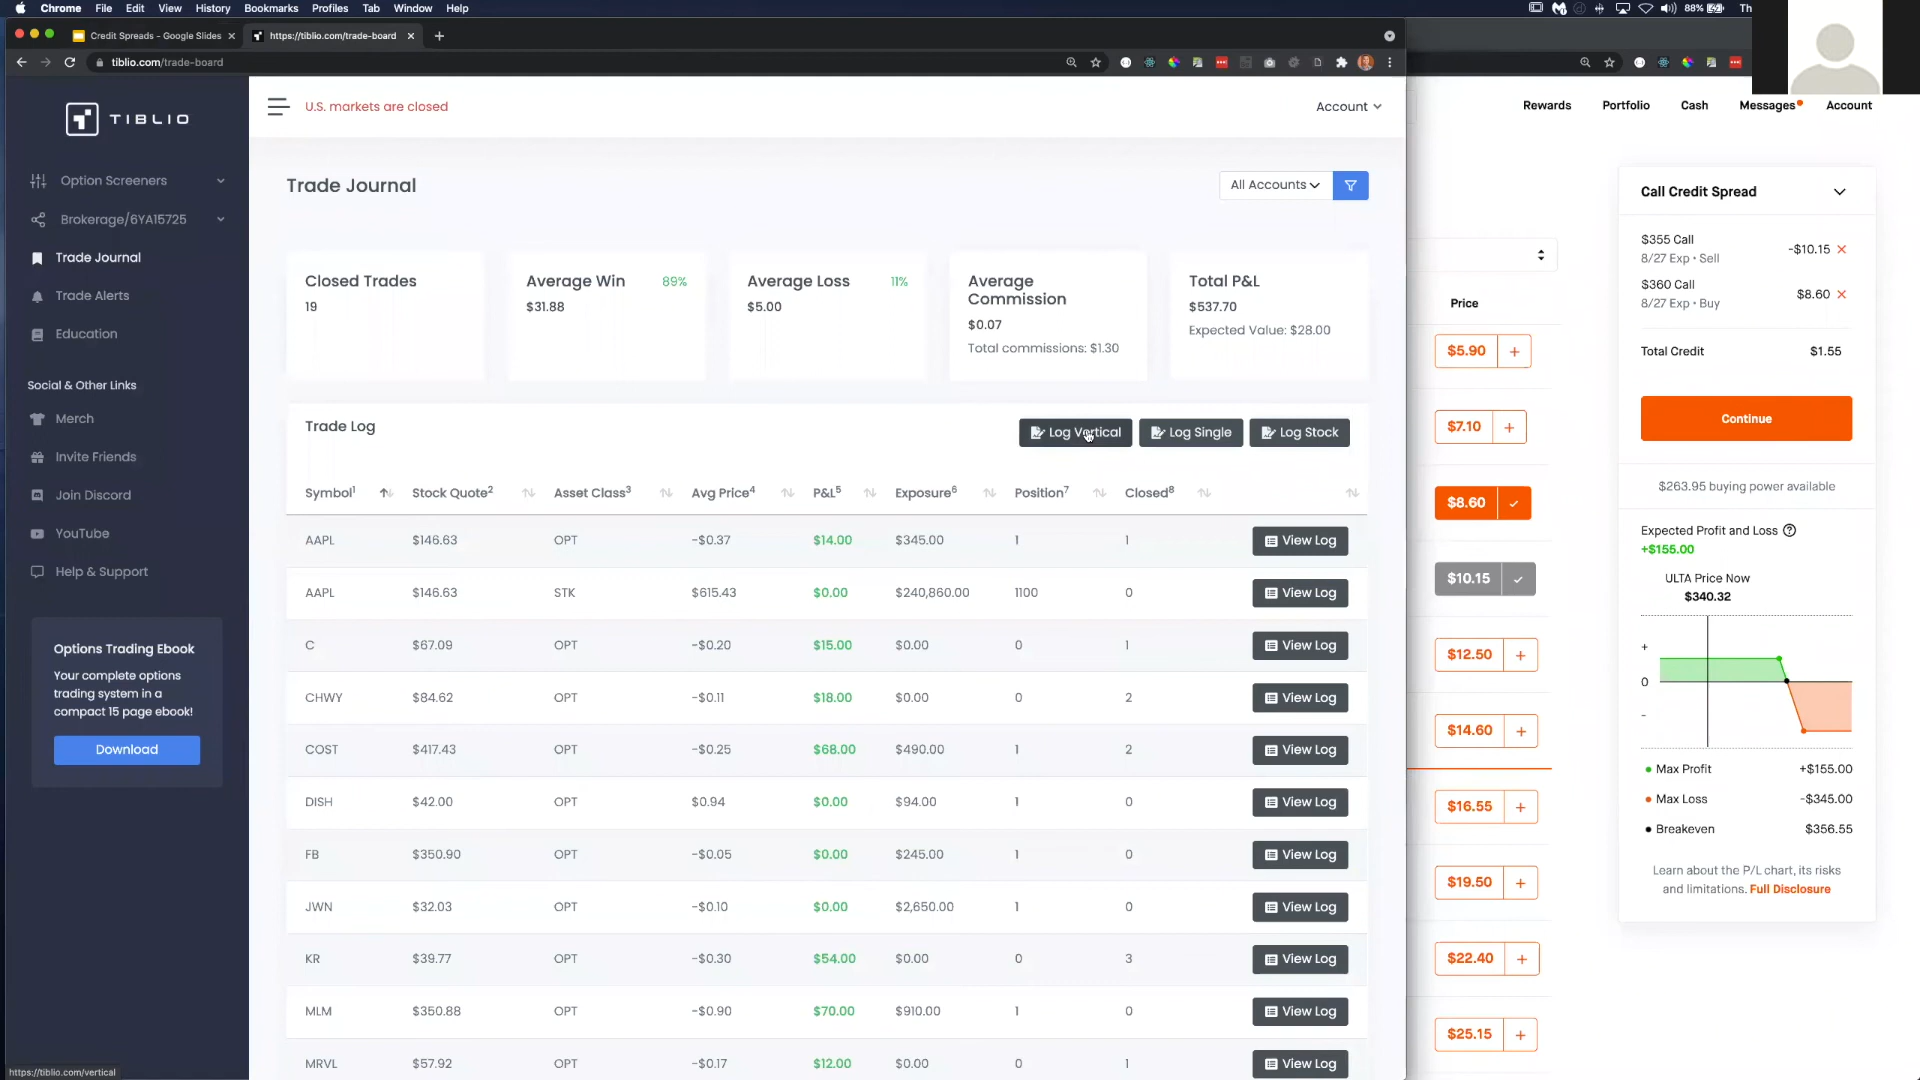 Chrome File Edit View History Bookmarks Profiles Tab Window Help
88% Th
Credit Spreads - Google Slides
https://tiblio.com/trade-board
tiblio.com/trade-board
TIBLIO
Option Screeners
Brokerage/6YA15725
Trade Journal
Trade Alerts
Education
Social & Other Links
Merch
Invite Friends
Join Discord
YouTube
Help & Support
Options Trading Ebook
Your complete options
trading system in a
compact 15 page ebook!
Download
https://tiblio.com/vertical
U.S. markets are closed
Account
Trade Journal
All Accounts
Closed Trades
19
Average Win 89%
$31.88
Average Loss 11%
$5.00
Average
Commission
$0.07
Total commissions: $1.30
Total P&L
$537.70
Expected Value: $28.00
Trade Log
Log Vertical Log Single Log Stock
Symbol1 Stock Quote2 Asset Class3 Avg Price4 P&L5 Exposure6 Position7 Closed8
AAPL $146.63 OPT -$0.37 $14.00 $345.00 1 1 View Log
AAPL $146.63 STK $615.43 $0.00 $240,860.00 1100 0 View Log
C $67.09 OPT -$0.20 $15.00 $0.00 0 1 View Log
CHWY $84.62 OPT -$0.11 $18.00 $0.00 0 2 View Log
COST $417.43 OPT -$0.25 $68.00 $490.00 1 2 View Log
DISH $42.00 OPT $0.94 $0.00 $94.00 1 0 View Log
FB $350.90 OPT -$0.05 $0.00 $245.00 1 0 View Log
JWN $32.03 OPT -$0.10 $0.00 $2,650.00 1 0 View Log
KR $39.77 OPT -$0.30 $54.00 $0.00 0 3 View Log
MLM $350.88 OPT -$0.90 $70.00 $910.00 1 0 View Log
MRVL $57.92 OPT -$0.17 $12.00 $0.00 0 1 View Log
Rewards Portfolio Cash Messages Account
Price
$5.90 +
$7.10 +
$8.60
$10.15
$12.50 +
$14.60 +
$16.55 +
$19.50 +
$22.40 +
$25.15 +
Call Credit Spread
$355 Call
8/27 Exp • Sell
-$10.15
$360 Call
8/27 Exp • Buy
$8.60
Total Credit $1.55
Continue
$263.95 buying power available
Expected Profit and Loss
+$155.00
ULTA Price Now
$340.32
+
0
-
Max Profit +$155.00
Max Loss -$345.00
Breakeven $356.55
Learn about the P/L chart, its risks
and limitations. Full Disclosure